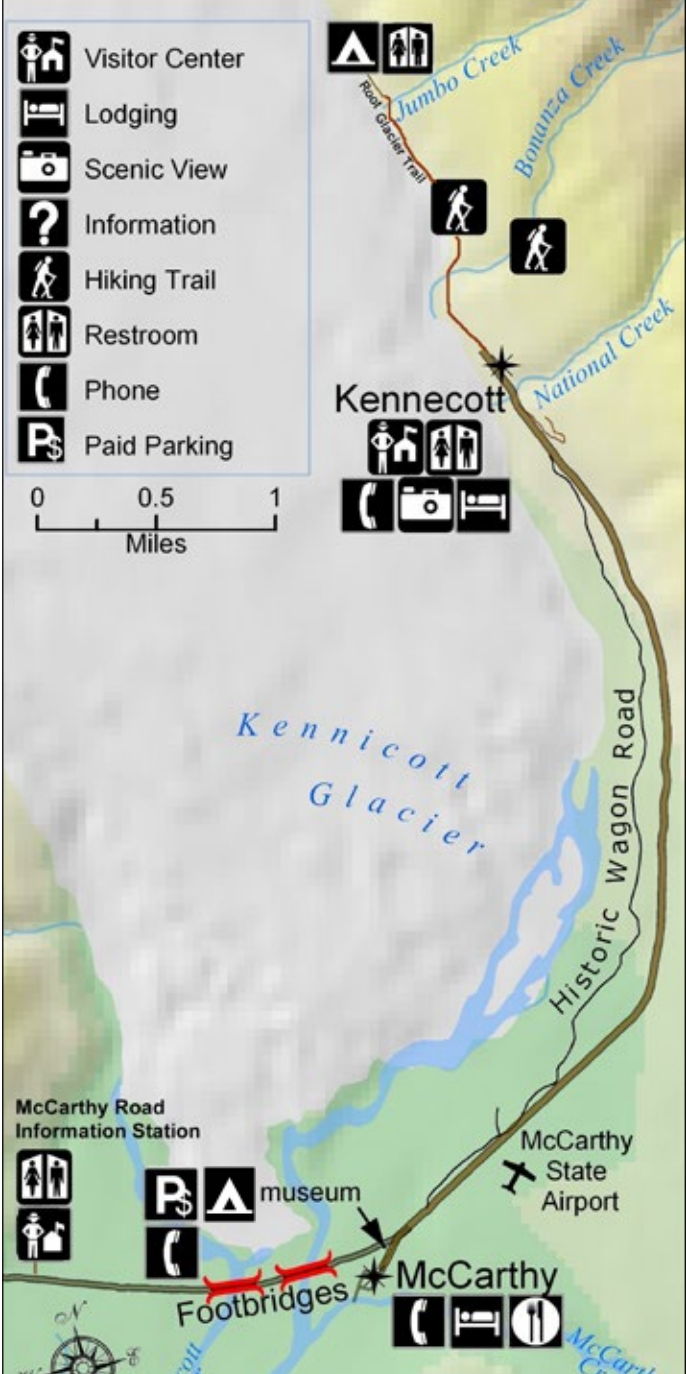 Visitor Center
Lodging
Scenic View
? Information
Hiking Trail
Restroom
Phone
P$ Paid Parking
0 0.5 1
Miles
Jumbo Creek
Bonanza Creek
Root Glacier Trail
National Creek
Kennecott
Kennicott
Glacier
Historic Wagon Road
McCarthy Road
Information Station
P$
museum
McCarthy
State
Airport
McCarthy
Footbridges
McCarthy
N
E